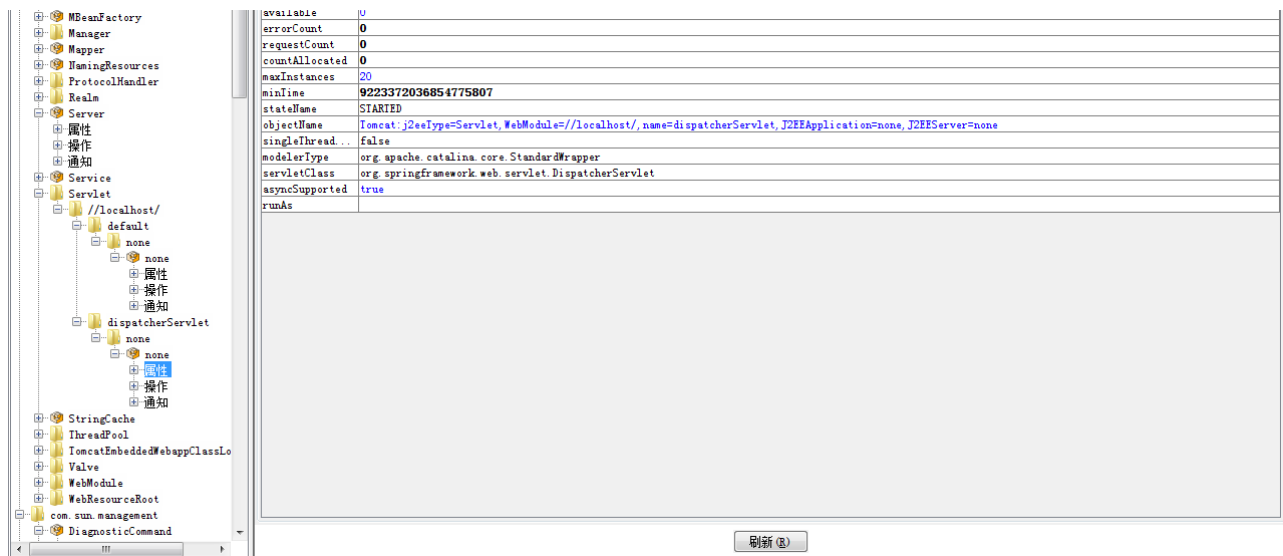 MBeanFactory
Manager
Mapper
NamingResources
ProtocolHandler
Realm
Server
属性
操作
通知
Service
Servlet
//localhost/
default
none
none
属性
操作
通知
dispatcherServlet
none
none
属性
操作
通知
StringCache
ThreadPool
TomcatEmbeddedWebappClassLo
Valve
WebModule
WebResourceRoot
com.sun.management
DiagnosticCommand
available 0
errorCount 0
requestCount 0
countAllocated 0
maxInstances 20
minTime 9223372036854775807
stateName STARTED
objectName Tomcat:j2eeType=Servlet,WebModule=//localhost/,name=dispatcherServlet,J2EEApplication=none,J2EEServer=none
singleThread... false
modelerType org.apache.catalina.core.StandardWrapper
servletClass org.springframework.web.servlet.DispatcherServlet
asyncSupported true
runAs
刷新(R)